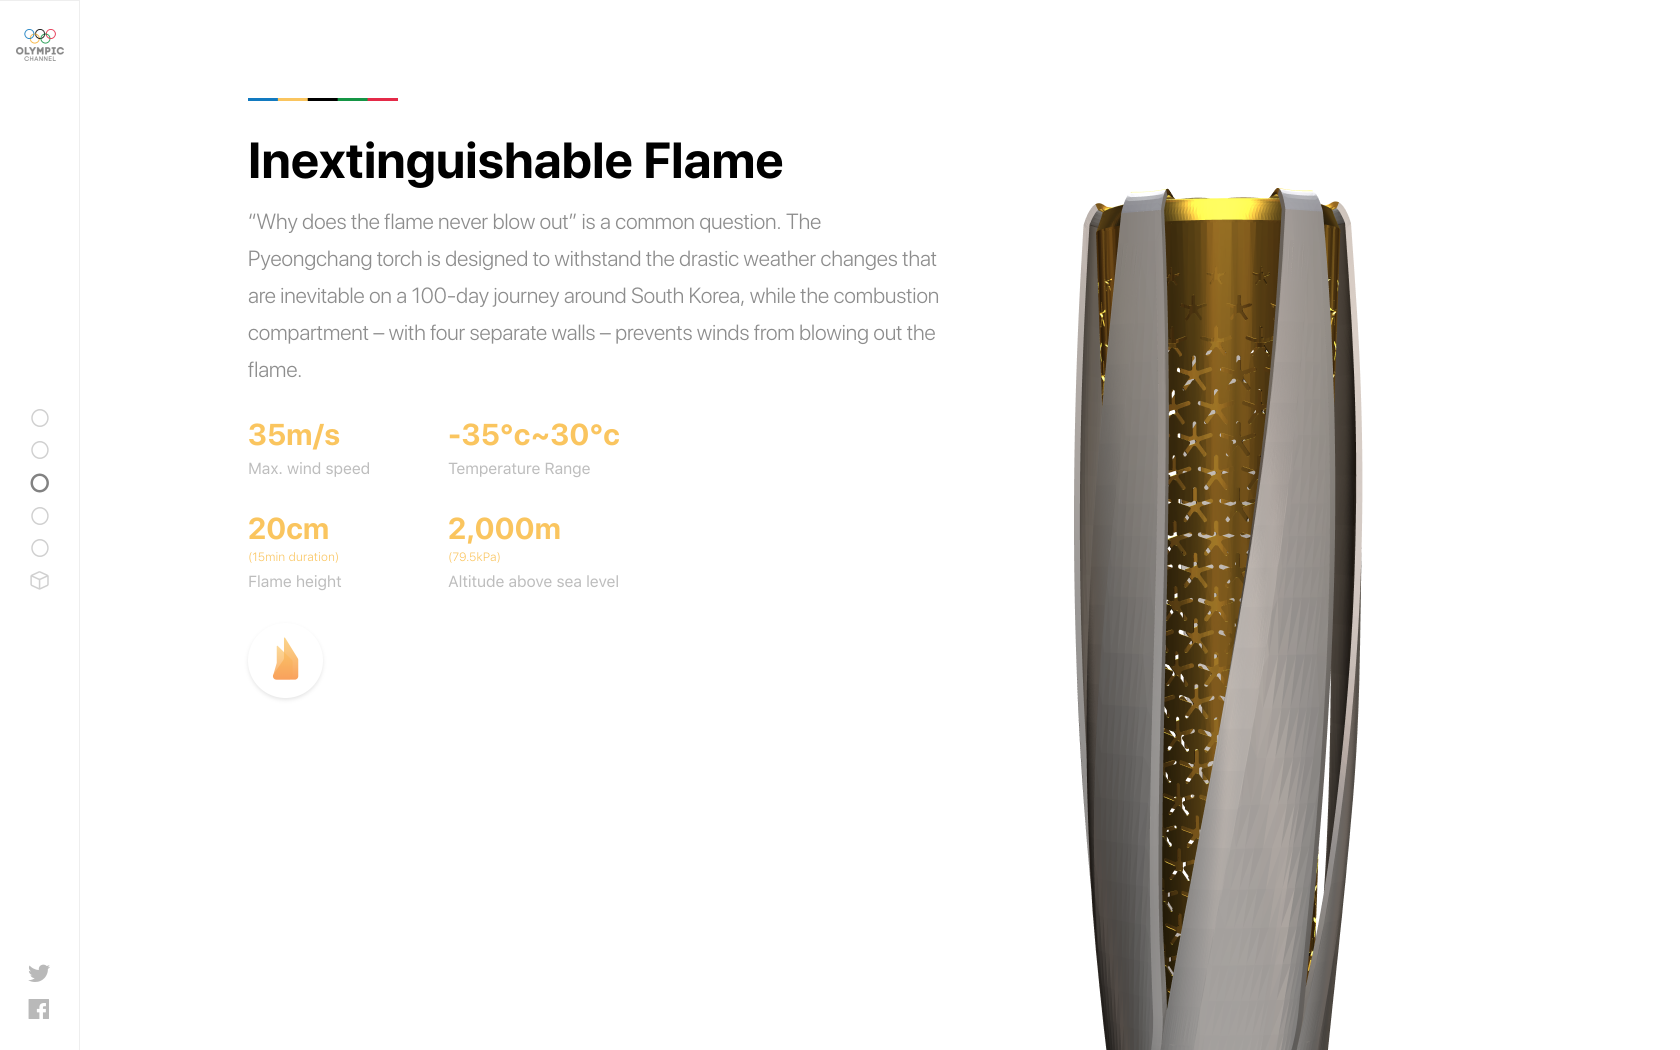 OLYMPIC
CHANNEL
Inextinguishable Flame
“Why does the flame never blow out” is a common question. The
Pyeongchang torch is designed to withstand the drastic weather changes that
are inevitable on a 100-day journey around South Korea, while the combustion
compartment – with four separate walls – prevents winds from blowing out the
flame.
35m/s
Max. wind speed
-35°c~30°c
Temperature Range
20cm
(15min duration)
Flame height
2,000m
(79.5kPa)
Altitude above sea level